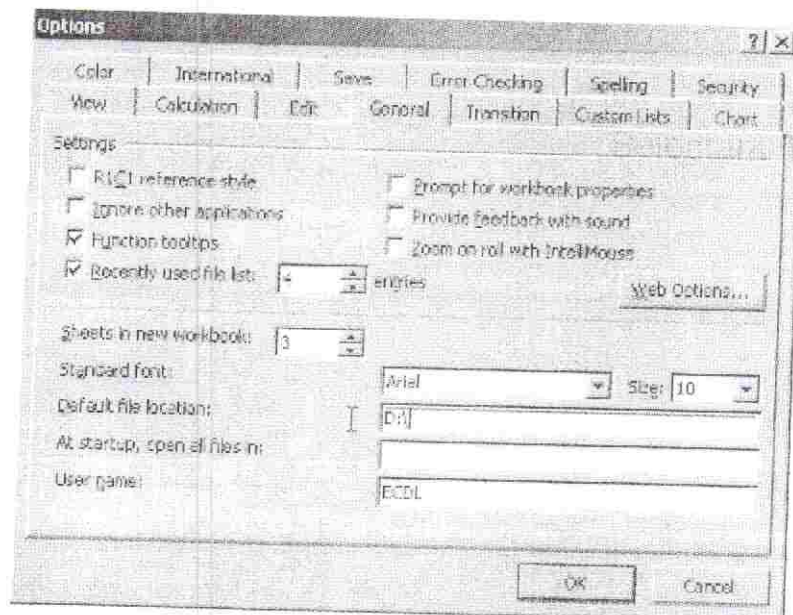 Options
Color International Save Error Checking Spelling Security
View Calculation Edit General Transition Custom Lists Chart
Settings
R1C1 reference style
Prompt for workbook properties
Ignore other applications
Provide feedback with sound
Function tooltips
Zoom on roll with IntelliMouse
Recently used file list: 4 entries
Web Options...
Sheets in new workbook: 3
Standard font: Arial Size: 10
Default file location: D:\
At startup, open all files in:
User name: ECDL
OK Cancel